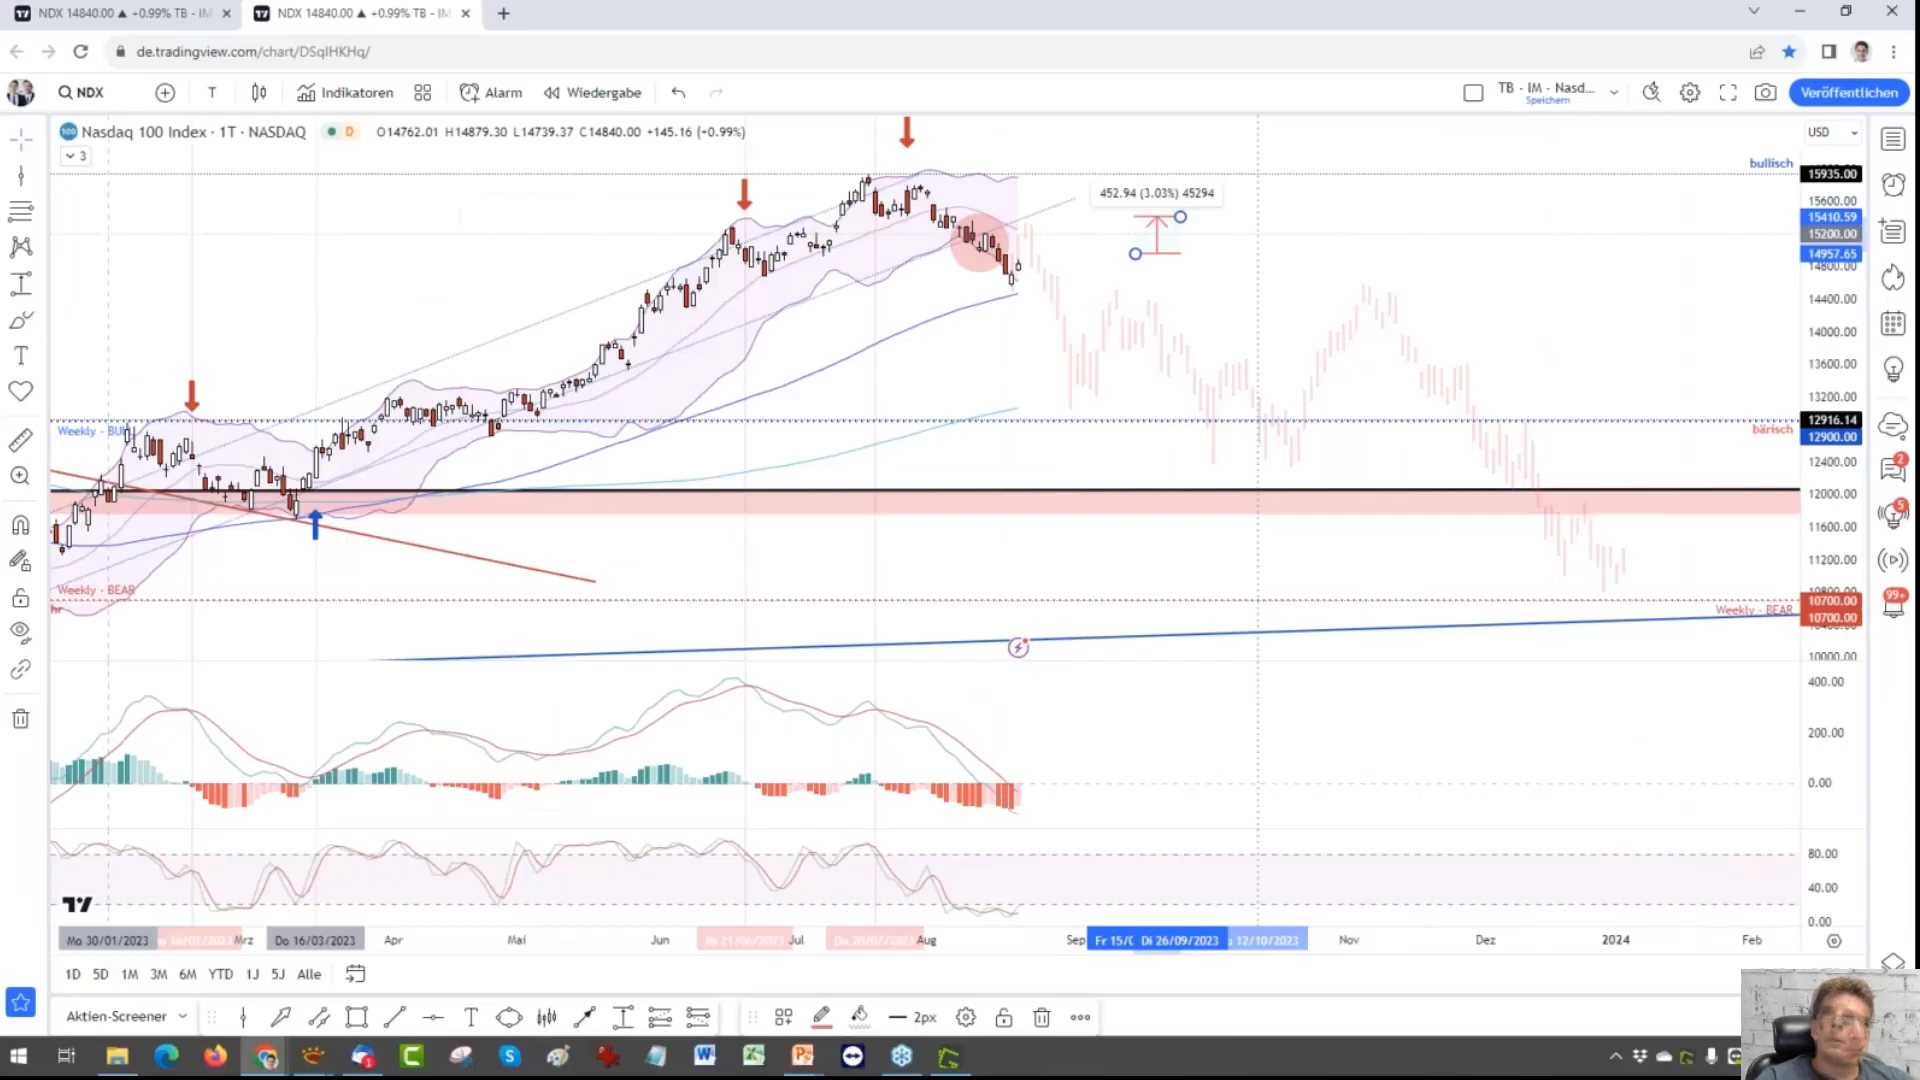 NDX 14840.00 ▲ +0.99% TB - IM
NDX 14840.00 ▲ +0.99% TB - IM
de.tradingview.com/chart/DSqIHKHq/
NDX
Indikatoren
Alarm
Wiedergabe
TB - IM - Nasd...
Speichern
Veröffentlichen
Nasdaq 100 Index · 1T · NASDAQ
D
O14762.01 H14879.30 L14739.37 C14840.00 +145.16 (+0.99%)
USD
3
bullisch
15935.00
452.94 (3.03%) 45294
15600.00
15410.59
15200.00
14957.65
14800.00
14400.00
14000.00
13600.00
13200.00
12916.14
Weekly - BU
bärisch
12900.00
12400.00
12000.00
11600.00
11200.00
Weekly - BEAR
10700.00
hr
Weekly - BEAR
10700.00
10000.00
400.00
200.00
0.00
80.00
40.00
0.00
Mo 30/01/2023
Mrz
Do 16/03/2023
Apr
Mai
Jun
Jul
Aug
Sep
Fr 15/0
Di 26/09/2023
12/10/2023
Nov
Dez
2024
Feb
1D 5D 1M 3M 6M YTD 1J 5J Alle
Aktien-Screener
2px
2
5
99+